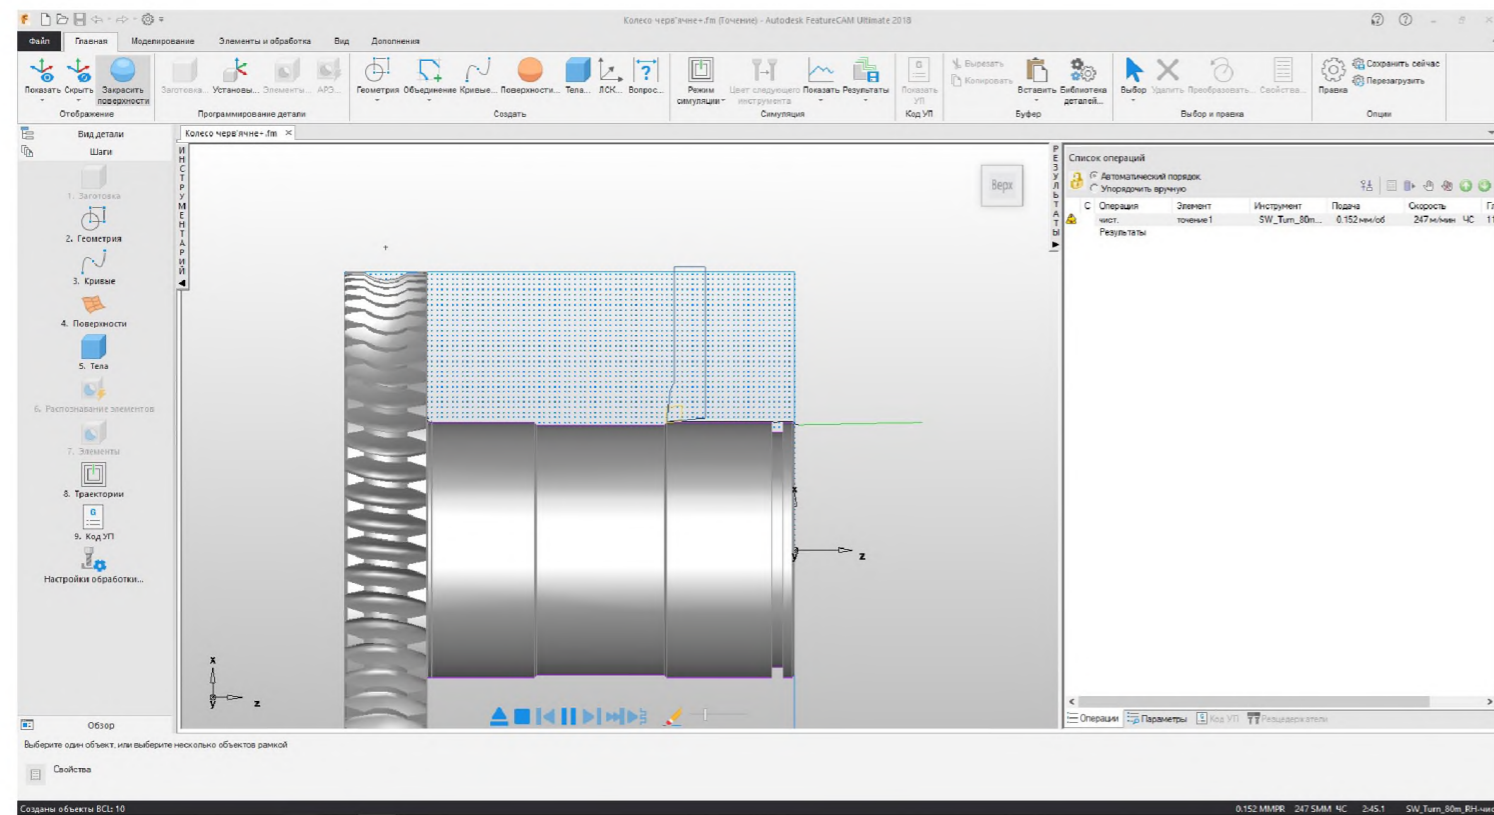 Колесо черв'ячне+.fm (Точение) - Autodesk FeatureCAM Ultimate 2018
Файл Главная Моделирование Элементы и обработка Вид Дополнения
Показать Скрыть Закрасить поверхности
Заготовка... Установы... Элементы... АРЭ...
Геометрия Объединение Кривые... Поверхности... Тела... ЛСК... Вопрос...
Режим симуляции Цвет следующего инструмента Показать Результаты
Показать УП
Вырезать
Копировать
Вставить Библиотека деталей...
Выбор Удалить Преобразовать... Свойства...
Правка
Сохранить сейчас
Перезагрузить
Отображение Программирование детали Создать Симуляция Код УП Буфер Выбор и правка Опции
Вид детали
Шаги
1. Заготовка
2. Геометрия
3. Кривые
4. Поверхности
5. Тела
6. Распознавание элементов
7. Элементы
8. Траектории
9. Код УП
Настройки обработки...
Обзор
Колесо черв'ячне+.fm ×
ИНСТРУМЕНТАРИЙ
Верх
x
y
z
x
y
z
РЕЗУЛЬТАТЫ
Список операций
Автоматический порядок
Упорядочить вручную
С Операция Элемент Инструмент Подача Скорость Гл
чист. точение1 SW_Turn_80m... 0.152 мм/об 247 м/мин ЧС 11
Результаты
Операции Параметры Код УП Резцедержатели
Выберите один объект, или выберите несколько объектов рамкой
Свойства
Созданы объекты BCL: 10
0.152 MMPR 247 SMM ЧС 2:45.1 SW_Turn_80m_RH-чис